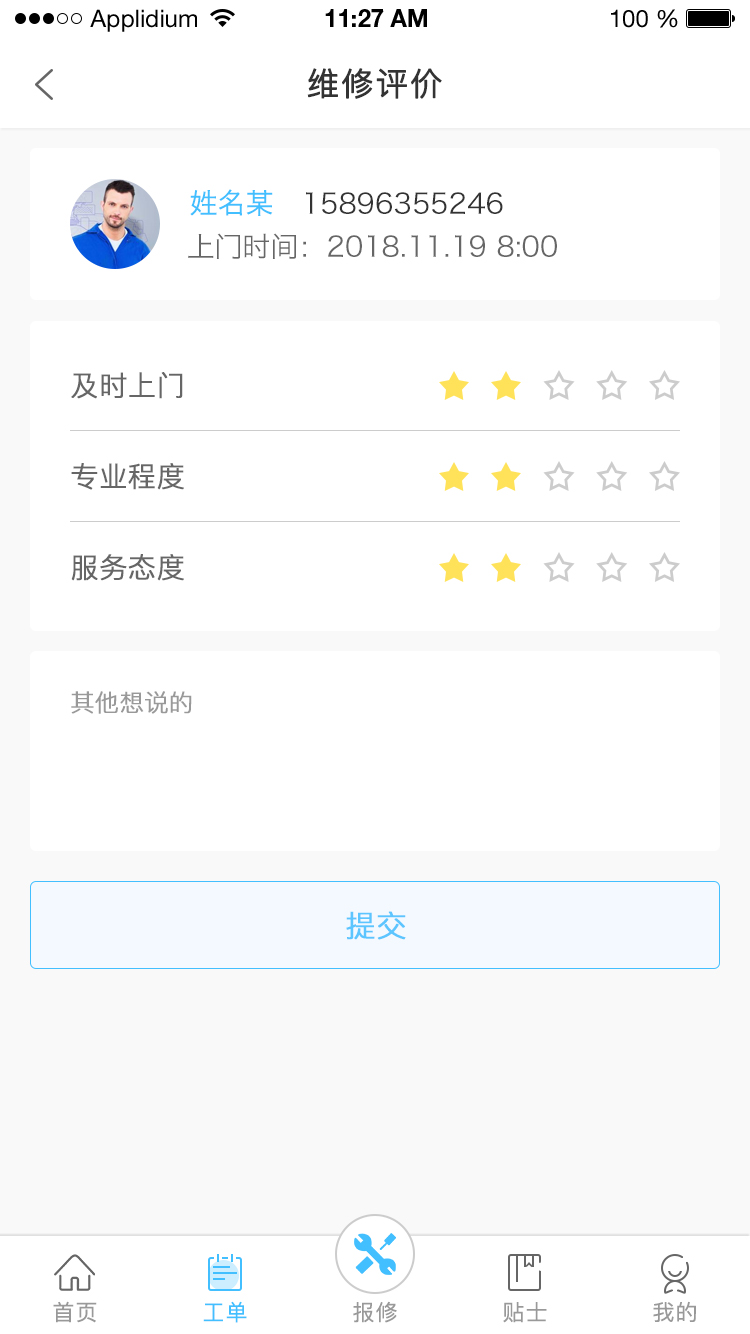 Applidium 11:27 AM 100 %
维修评价
姓名某 15896355246
上门时间：2018.11.19 8:00
及时上门
专业程度
服务态度
其他想说的
提交
首页 工单 报修 贴士 我的